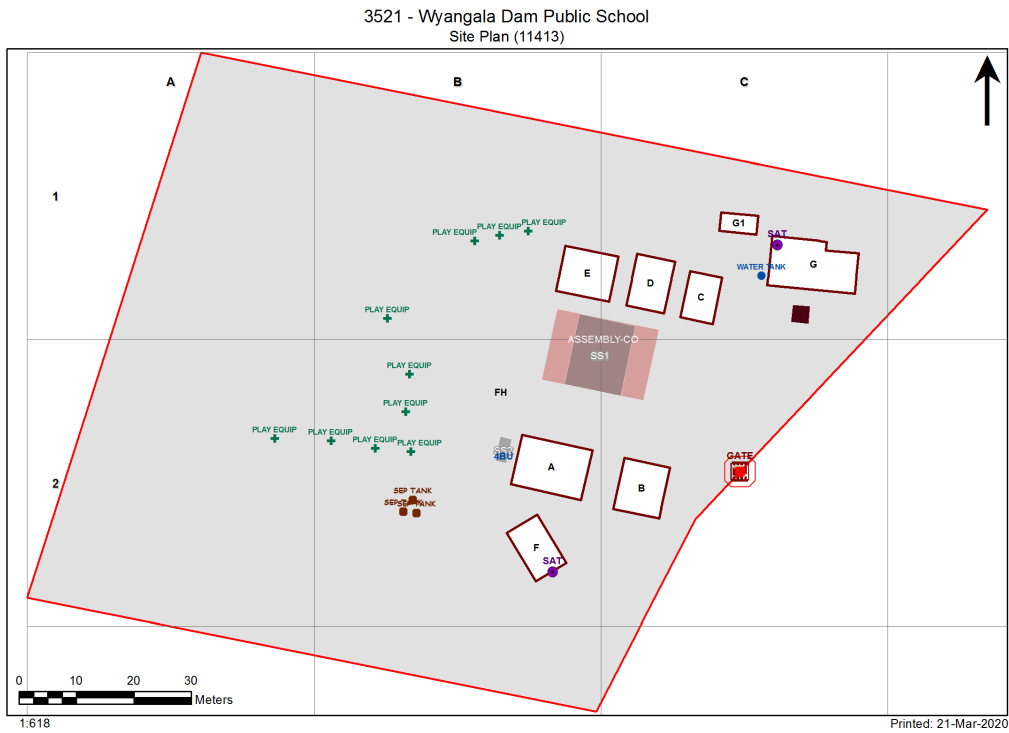 3521 - Wyangala Dam Public School
Site Plan (11413)
A
B
C
1
G1
PLAY EQUIP
PLAY EQUIP
PLAY EQUIP
SAT
G
WATER TANK
E
D
C
PLAY EQUIP
ASSEMBLY-CO
SS1
PLAY EQUIP
FH
PLAY EQUIP
PLAY EQUIP
PLAY EQUIP
PLAY EQUIP
PLAY EQUIP
4BU
GATE
A
B
2
SEP TANK
SEP TANK
F
SAT
0 10 20 30
Meters
1:618
Printed: 21-Mar-2020